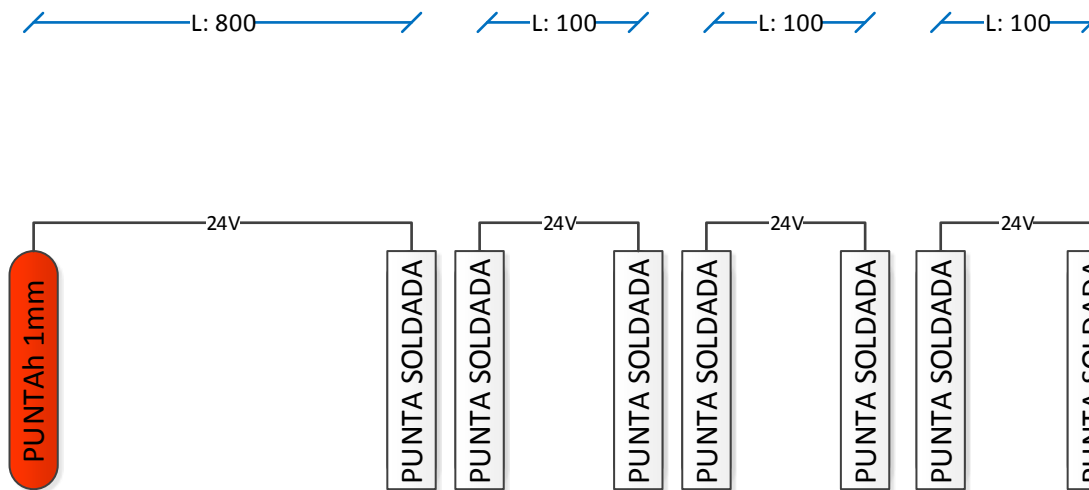 L: 800
L: 100
L: 100
L: 100
24V
24V
24V
24V
PUNTAh 1mm
PUNTA SOLDADA
PUNTA SOLDADA
PUNTA SOLDADA
PUNTA SOLDADA
PUNTA SOLDADA
PUNTA SOLDADA
PUNTA SOLDADA